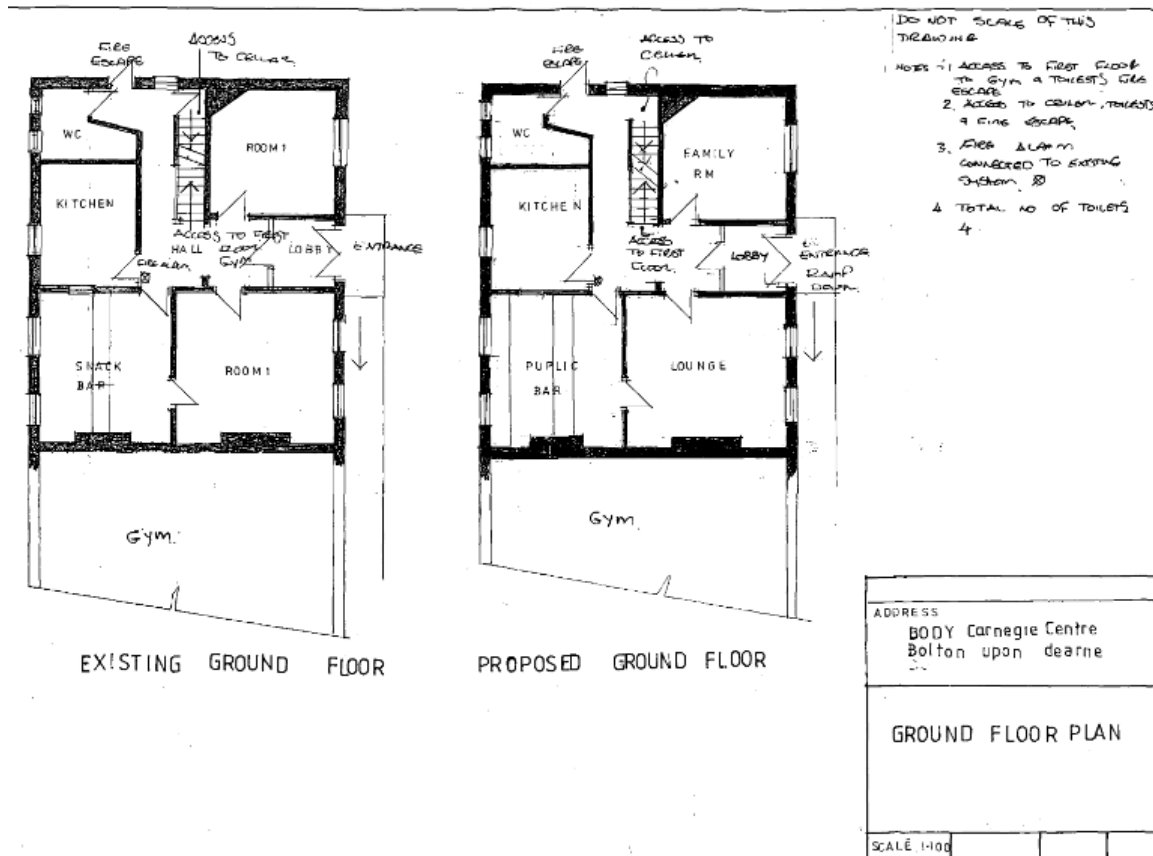 FIRE
ESCAPE
ACCESS
TO CELLAR
WC
ROOM 1
KITCHEN
ACCESS TO FIRST
FLOOR
GYM
HALL
LOBBY
ENTRANCE
FIRE ALARM
SNACK
BAR
ROOM 1
Gym.
EXISTING GROUND FLOOR
FIRE
ESCAPE
ACCESS TO
CELLAR
WC
FAMILY
RM
KITCHEN
ACCESS
TO FIRST
FLOOR
LOBBY
ENTRANCE
RAMP
DOWN
PUPLIC
BAR
LOUNGE
Gym
PROPOSED GROUND FLOOR
DO NOT SCALE OF THIS
DRAWING
NOTES :- 1 ACCESS TO FIRST FLOOR
TO GYM & TOILETS FIRE
ESCAPE
2. ACCESS TO CELLAR, TOILETS
& FIRE ESCAPE
3. FIRE ALARM
CONNECTED TO EXISTING
SYSTEM
4 TOTAL NO OF TOILETS
4.
ADDRESS
BODY Carnegie Centre
Bolton upon dearne
GROUND FLOOR PLAN
SCALE 1-100